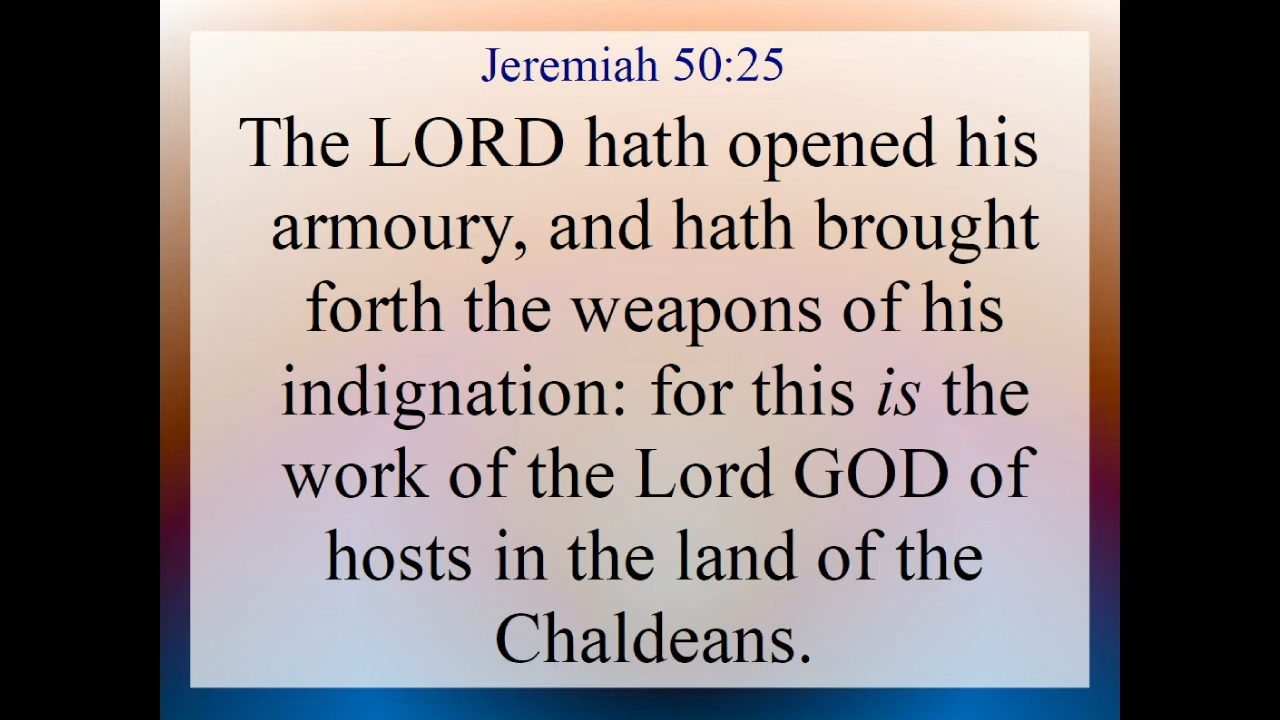 Jeremiah 50:25
The LORD hath opened his
armoury, and hath brought
forth the weapons of his
indignation: for this is the
work of the Lord GOD of
hosts in the land of the
Chaldeans.